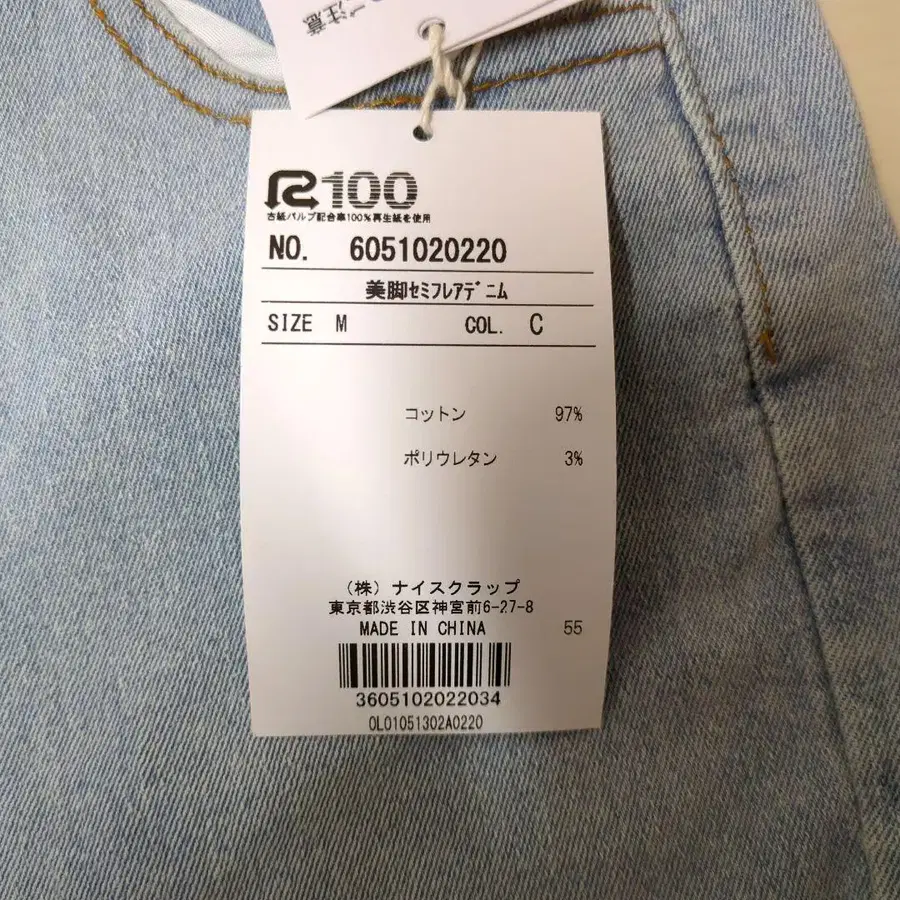 ご注意
R100
古紙パルプ配合率100%再生紙を使用
NO. 6051020220
美脚ｾﾐﾌﾚｱﾃﾞﾆﾑ
SIZE M COL. C
コットン 97%
ポリウレタン 3%
(株) ナイスクラップ
東京都渋谷区神宮前6-27-8
MADE IN CHINA 55
3605102022034
0L01051302A0220